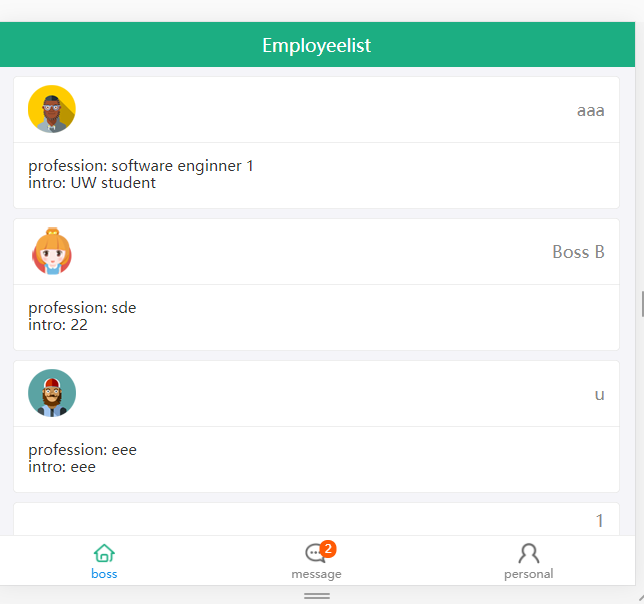 Employeelist
aaa
profession: software enginner 1
intro: UW student
Boss B
profession: sde
intro: 22
u
profession: eee
intro: eee
1
2
boss
message
personal